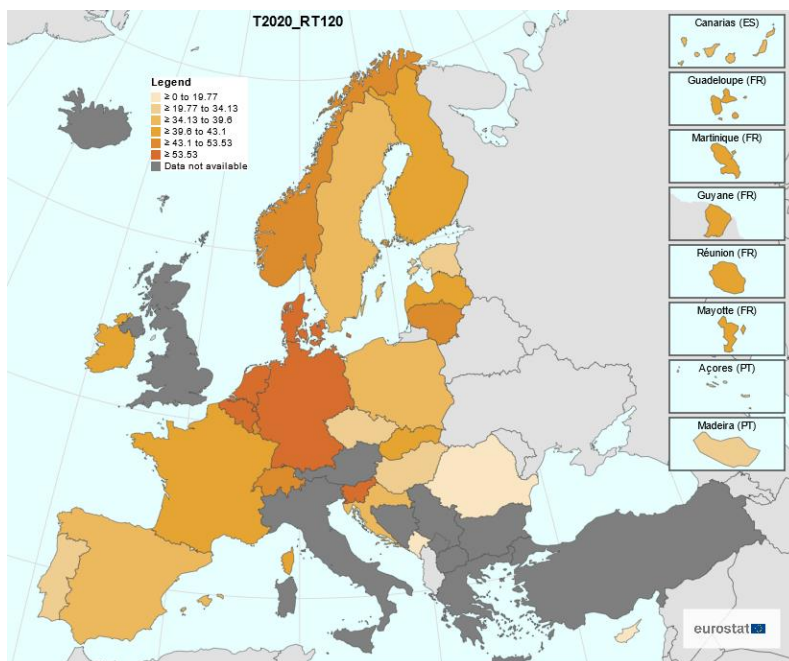 T2020_RT120
Legend
≥ 0 to 19.77
≥ 19.77 to 34.13
≥ 34.13 to 39.6
≥ 39.6 to 43.1
≥ 43.1 to 53.53
≥ 53.53
Data not available
Canarias (ES)
Guadeloupe (FR)
Martinique (FR)
Guyane (FR)
Réunion (FR)
Mayotte (FR)
Açores (PT)
Madeira (PT)
eurostat